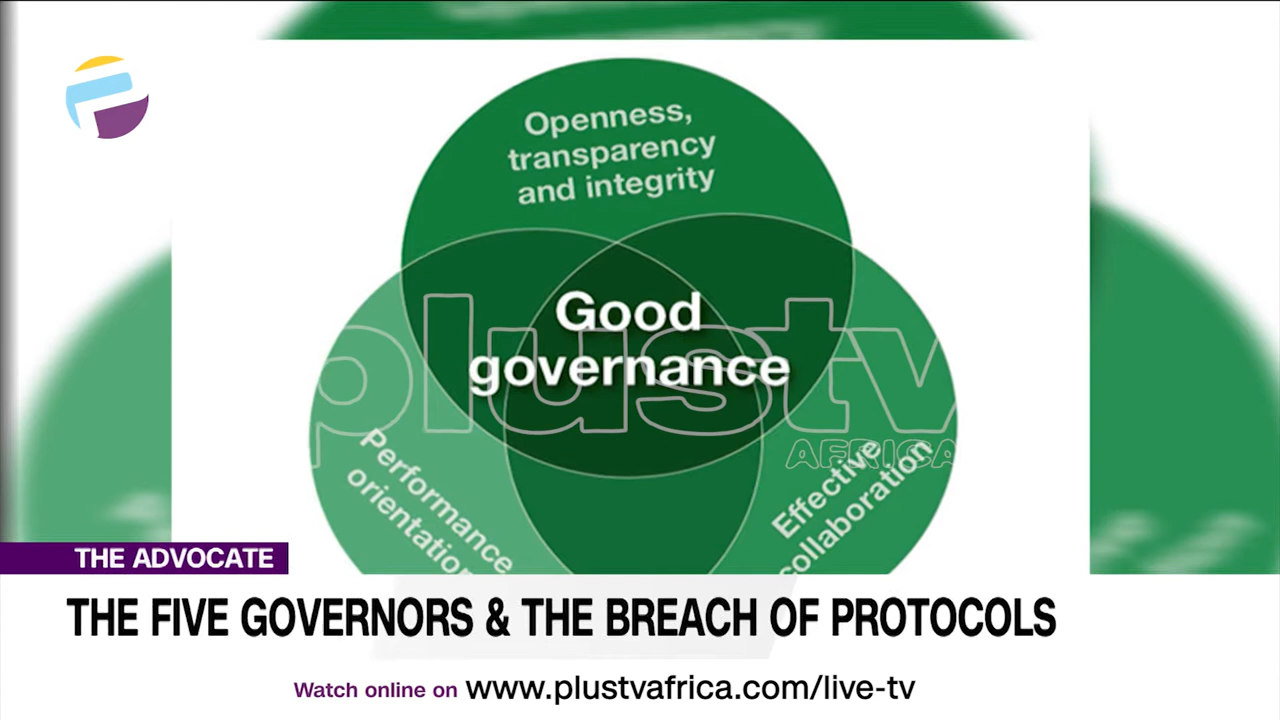 Openness,
transparency
and integrity
Good
governance
plustv
AFRICA
Performance
orientation
Effective
collaboration
THE ADVOCATE
THE FIVE GOVERNORS & THE BREACH OF PROTOCOLS
Watch online on www.plustvafrica.com/live-tv